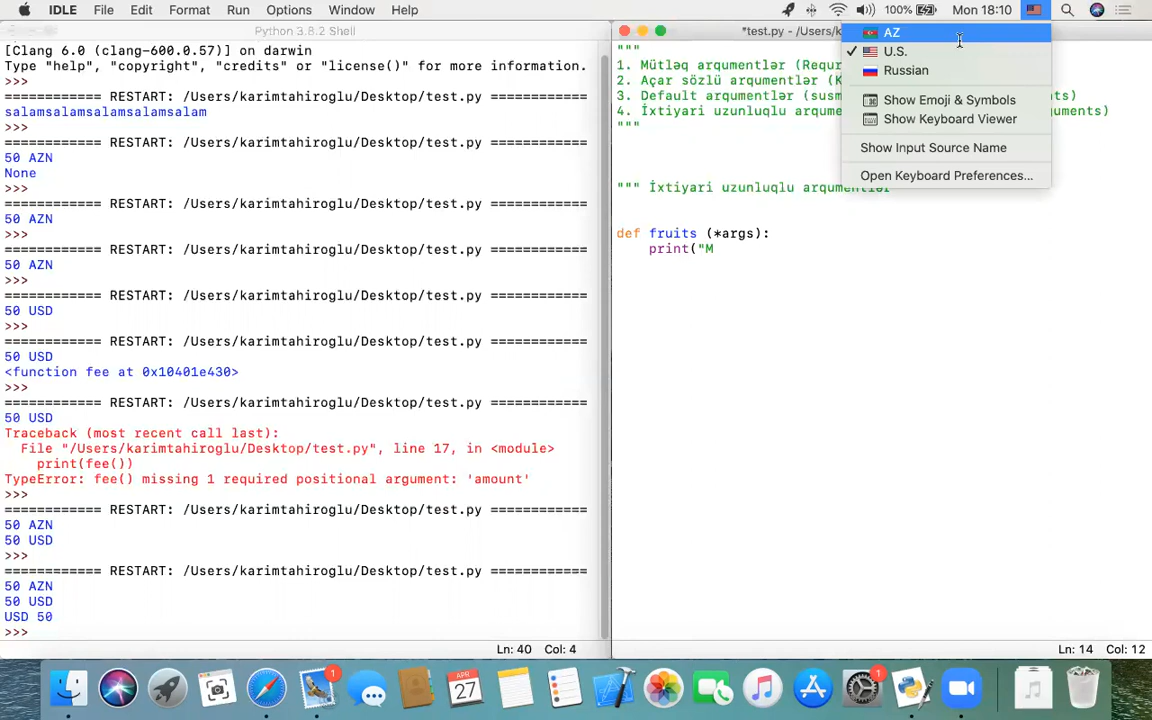 IDLE File Edit Format Run Options Window Help 100% Mon 18:10
Python 3.8.2 Shell
[Clang 6.0 (clang-600.0.57)] on darwin
Type "help", "copyright", "credits" or "license()" for more information.
>>>
============ RESTART: /Users/karimtahiroglu/Desktop/test.py ============
salamsalamsalamsalamsalam
>>>
============ RESTART: /Users/karimtahiroglu/Desktop/test.py ============
50 AZN
None
>>>
============ RESTART: /Users/karimtahiroglu/Desktop/test.py ============
50 AZN
>>>
============ RESTART: /Users/karimtahiroglu/Desktop/test.py ============
50 AZN
>>>
============ RESTART: /Users/karimtahiroglu/Desktop/test.py ============
50 USD
>>>
============ RESTART: /Users/karimtahiroglu/Desktop/test.py ============
50 USD
<function fee at 0x10401e430>
>>>
============ RESTART: /Users/karimtahiroglu/Desktop/test.py ============
50 USD
Traceback (most recent call last):
File "/Users/karimtahiroglu/Desktop/test.py", line 17, in <module>
print(fee())
TypeError: fee() missing 1 required positional argument: 'amount'
>>>
============ RESTART: /Users/karimtahiroglu/Desktop/test.py ============
50 AZN
50 USD
>>>
============ RESTART: /Users/karimtahiroglu/Desktop/test.py ============
50 AZN
50 USD
USD 50
>>>
Ln: 40 Col: 4
*test.py - /Users/k
"""
1. Mütləq arqumentlər (Requr
2. Açar sözlü arqumentlər (K
3. Default arqumentlər (susm nts)
4. İxtiyari uzunluqlu arqume guments)
"""
""" İxtiyari uzunluqlu arqumentlər
def fruits (*args):
print("M
Ln: 14 Col: 12
AZ
✓ U.S.
Russian
Show Emoji & Symbols
Show Keyboard Viewer
Show Input Source Name
Open Keyboard Preferences...
1
APR
27
1